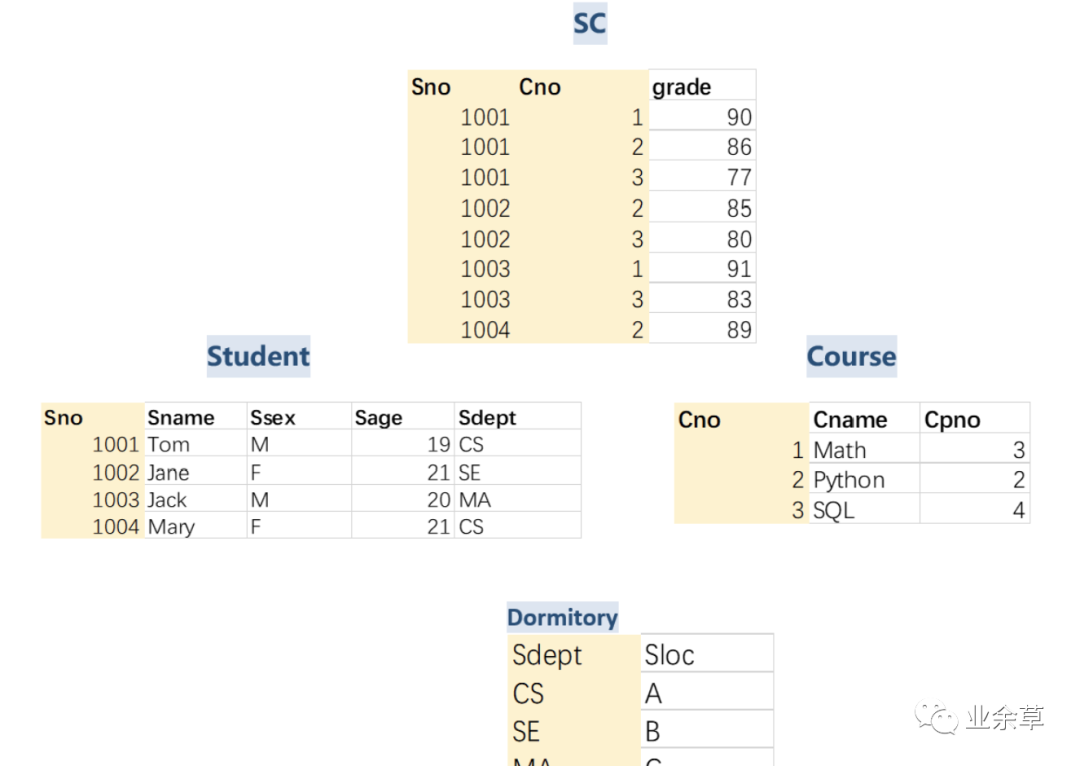 SC
Sno Cno grade
1001 1 90
1001 2 86
1001 3 77
1002 2 85
1002 3 80
1003 1 91
1003 3 83
1004 2 89
Student
Sno Sname Ssex Sage Sdept
1001 Tom M 19 CS
1002 Jane F 21 SE
1003 Jack M 20 MA
1004 Mary F 21 CS
Course
Cno Cname Cpno
1 Math 3
2 Python 2
3 SQL 4
Dormitory
Sdept Sloc
CS A
SE B
MA
业余草